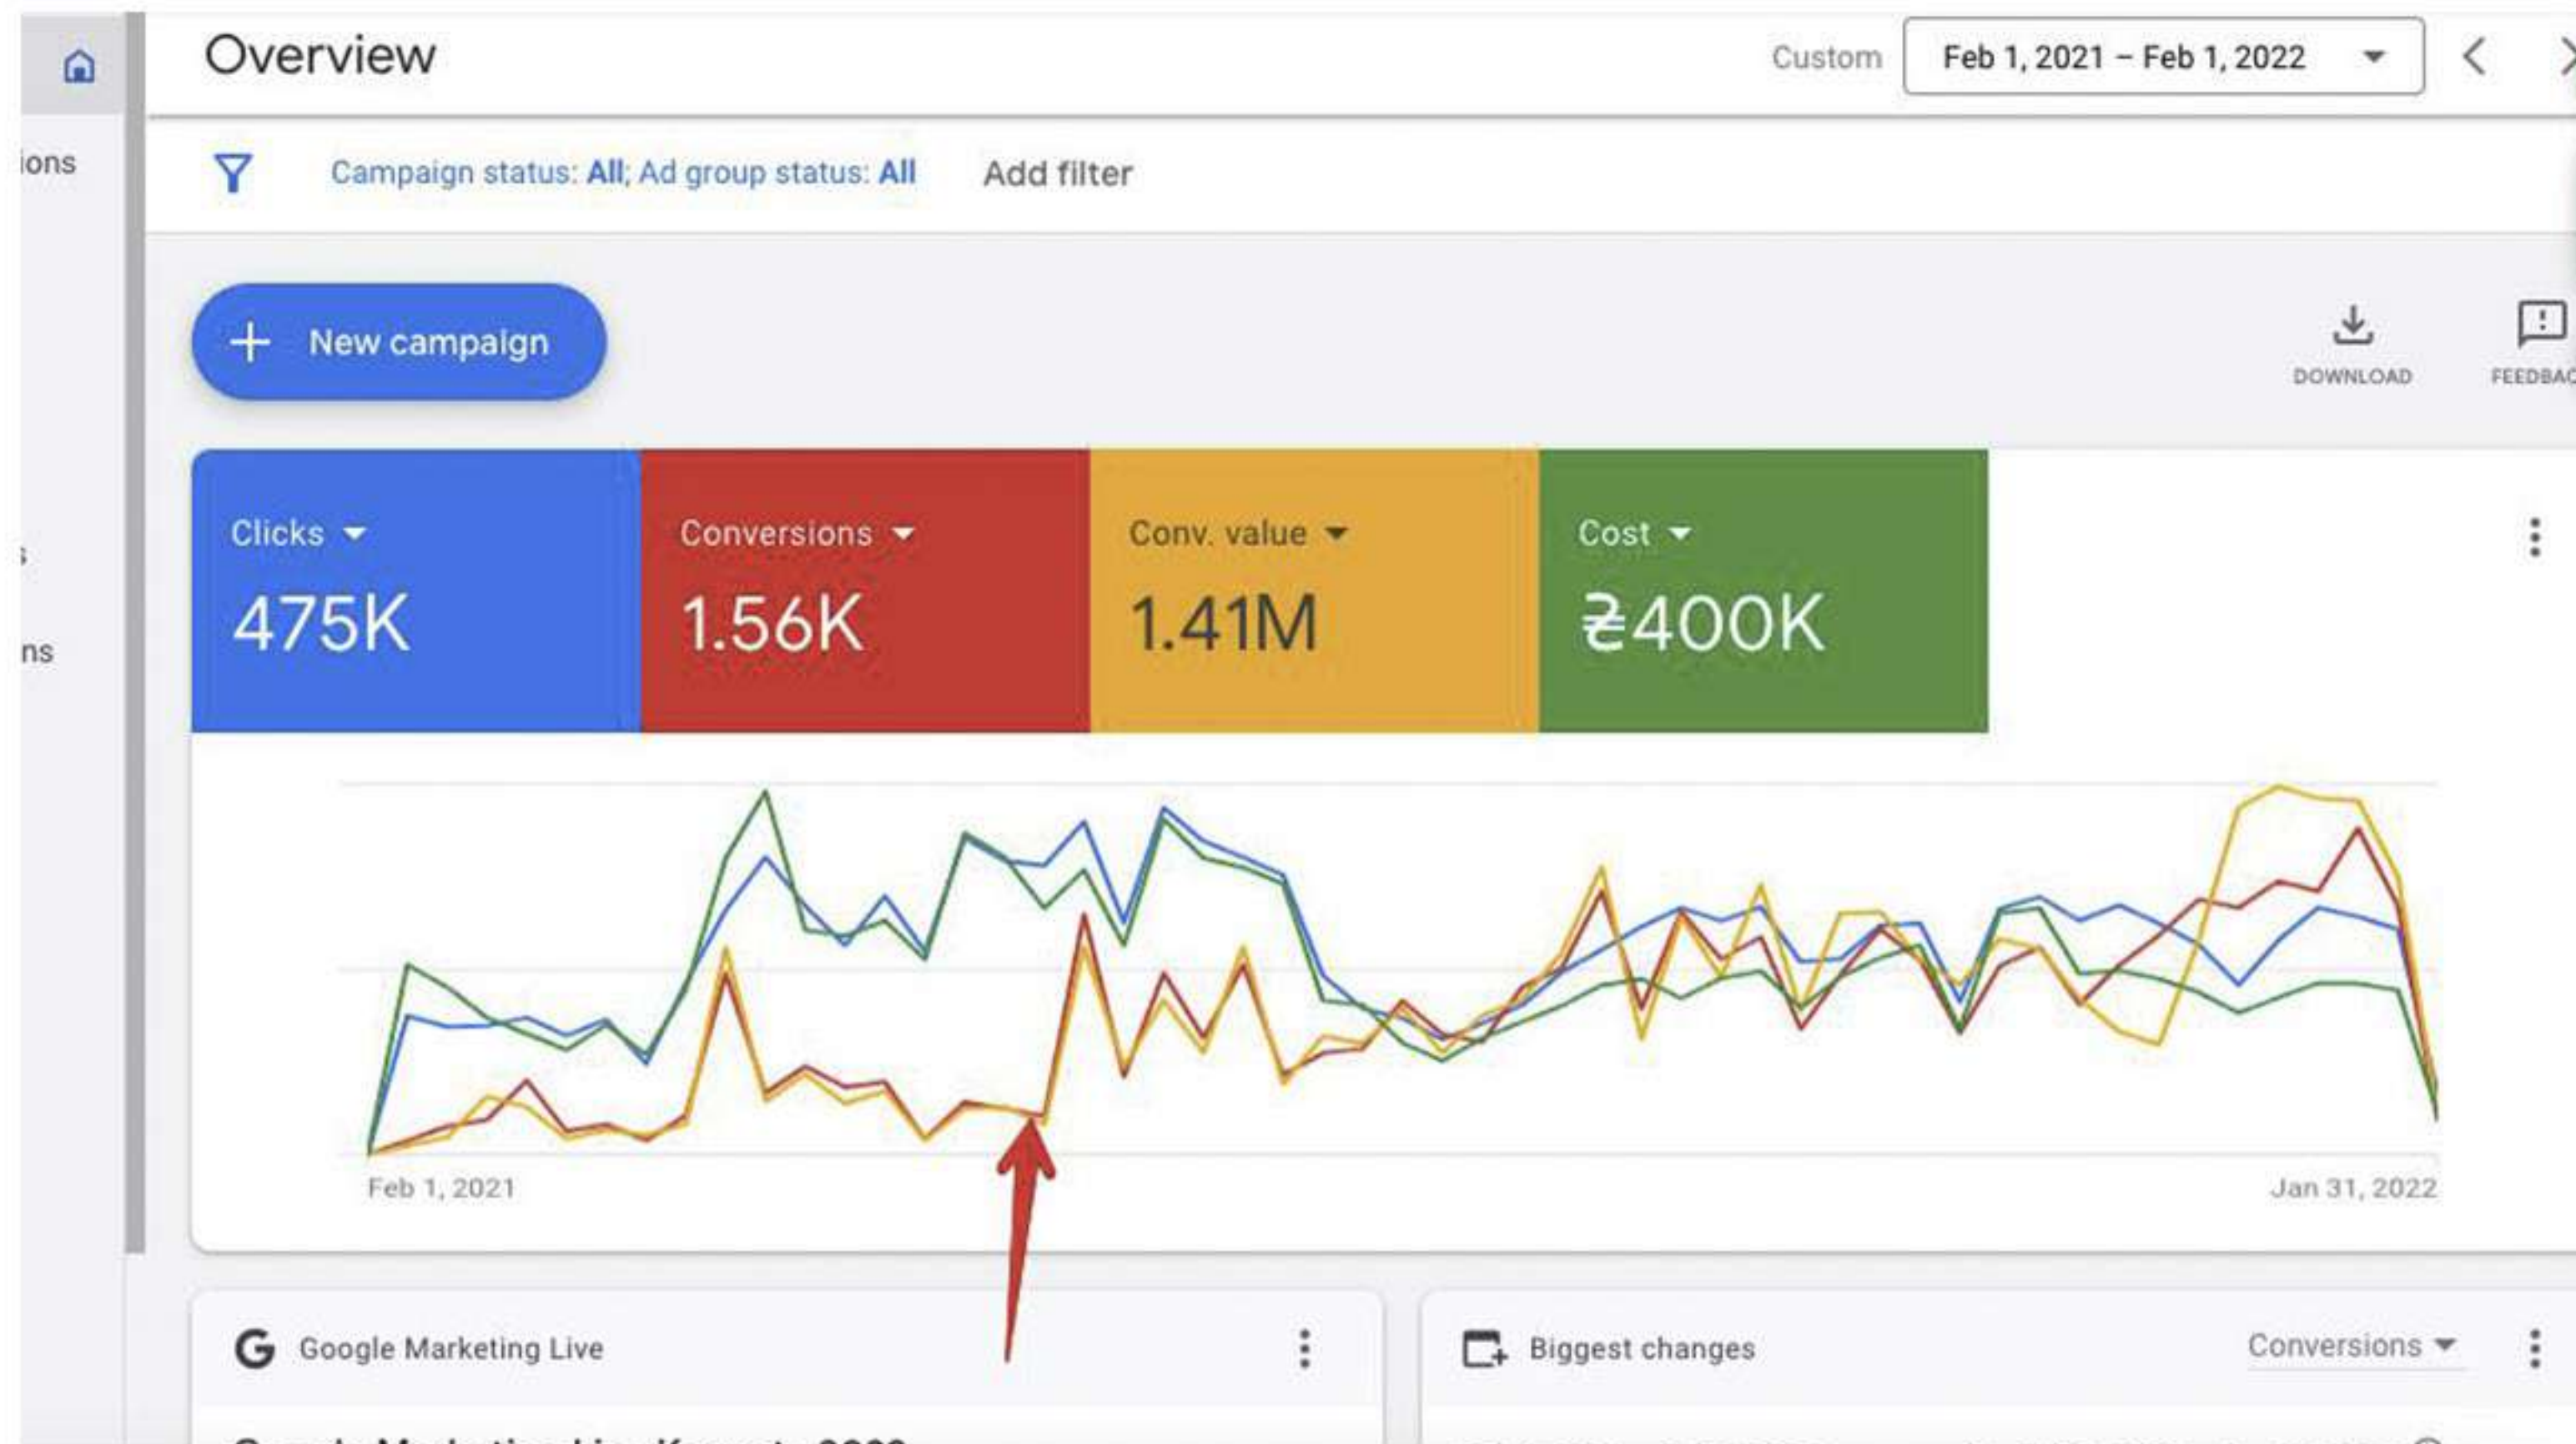 Overview
Custom
Feb 1, 2021 – Feb 1, 2022
ions
Campaign status: All; Ad group status: All
Add filter
New campaign
DOWNLOAD
Clicks
Conversions
Conv. value
Cost
475K
1.56K
1.41M
₴400K
ns
Feb 1, 2021
Jan 31, 2022
Google Marketing Live
Biggest changes
Conversions